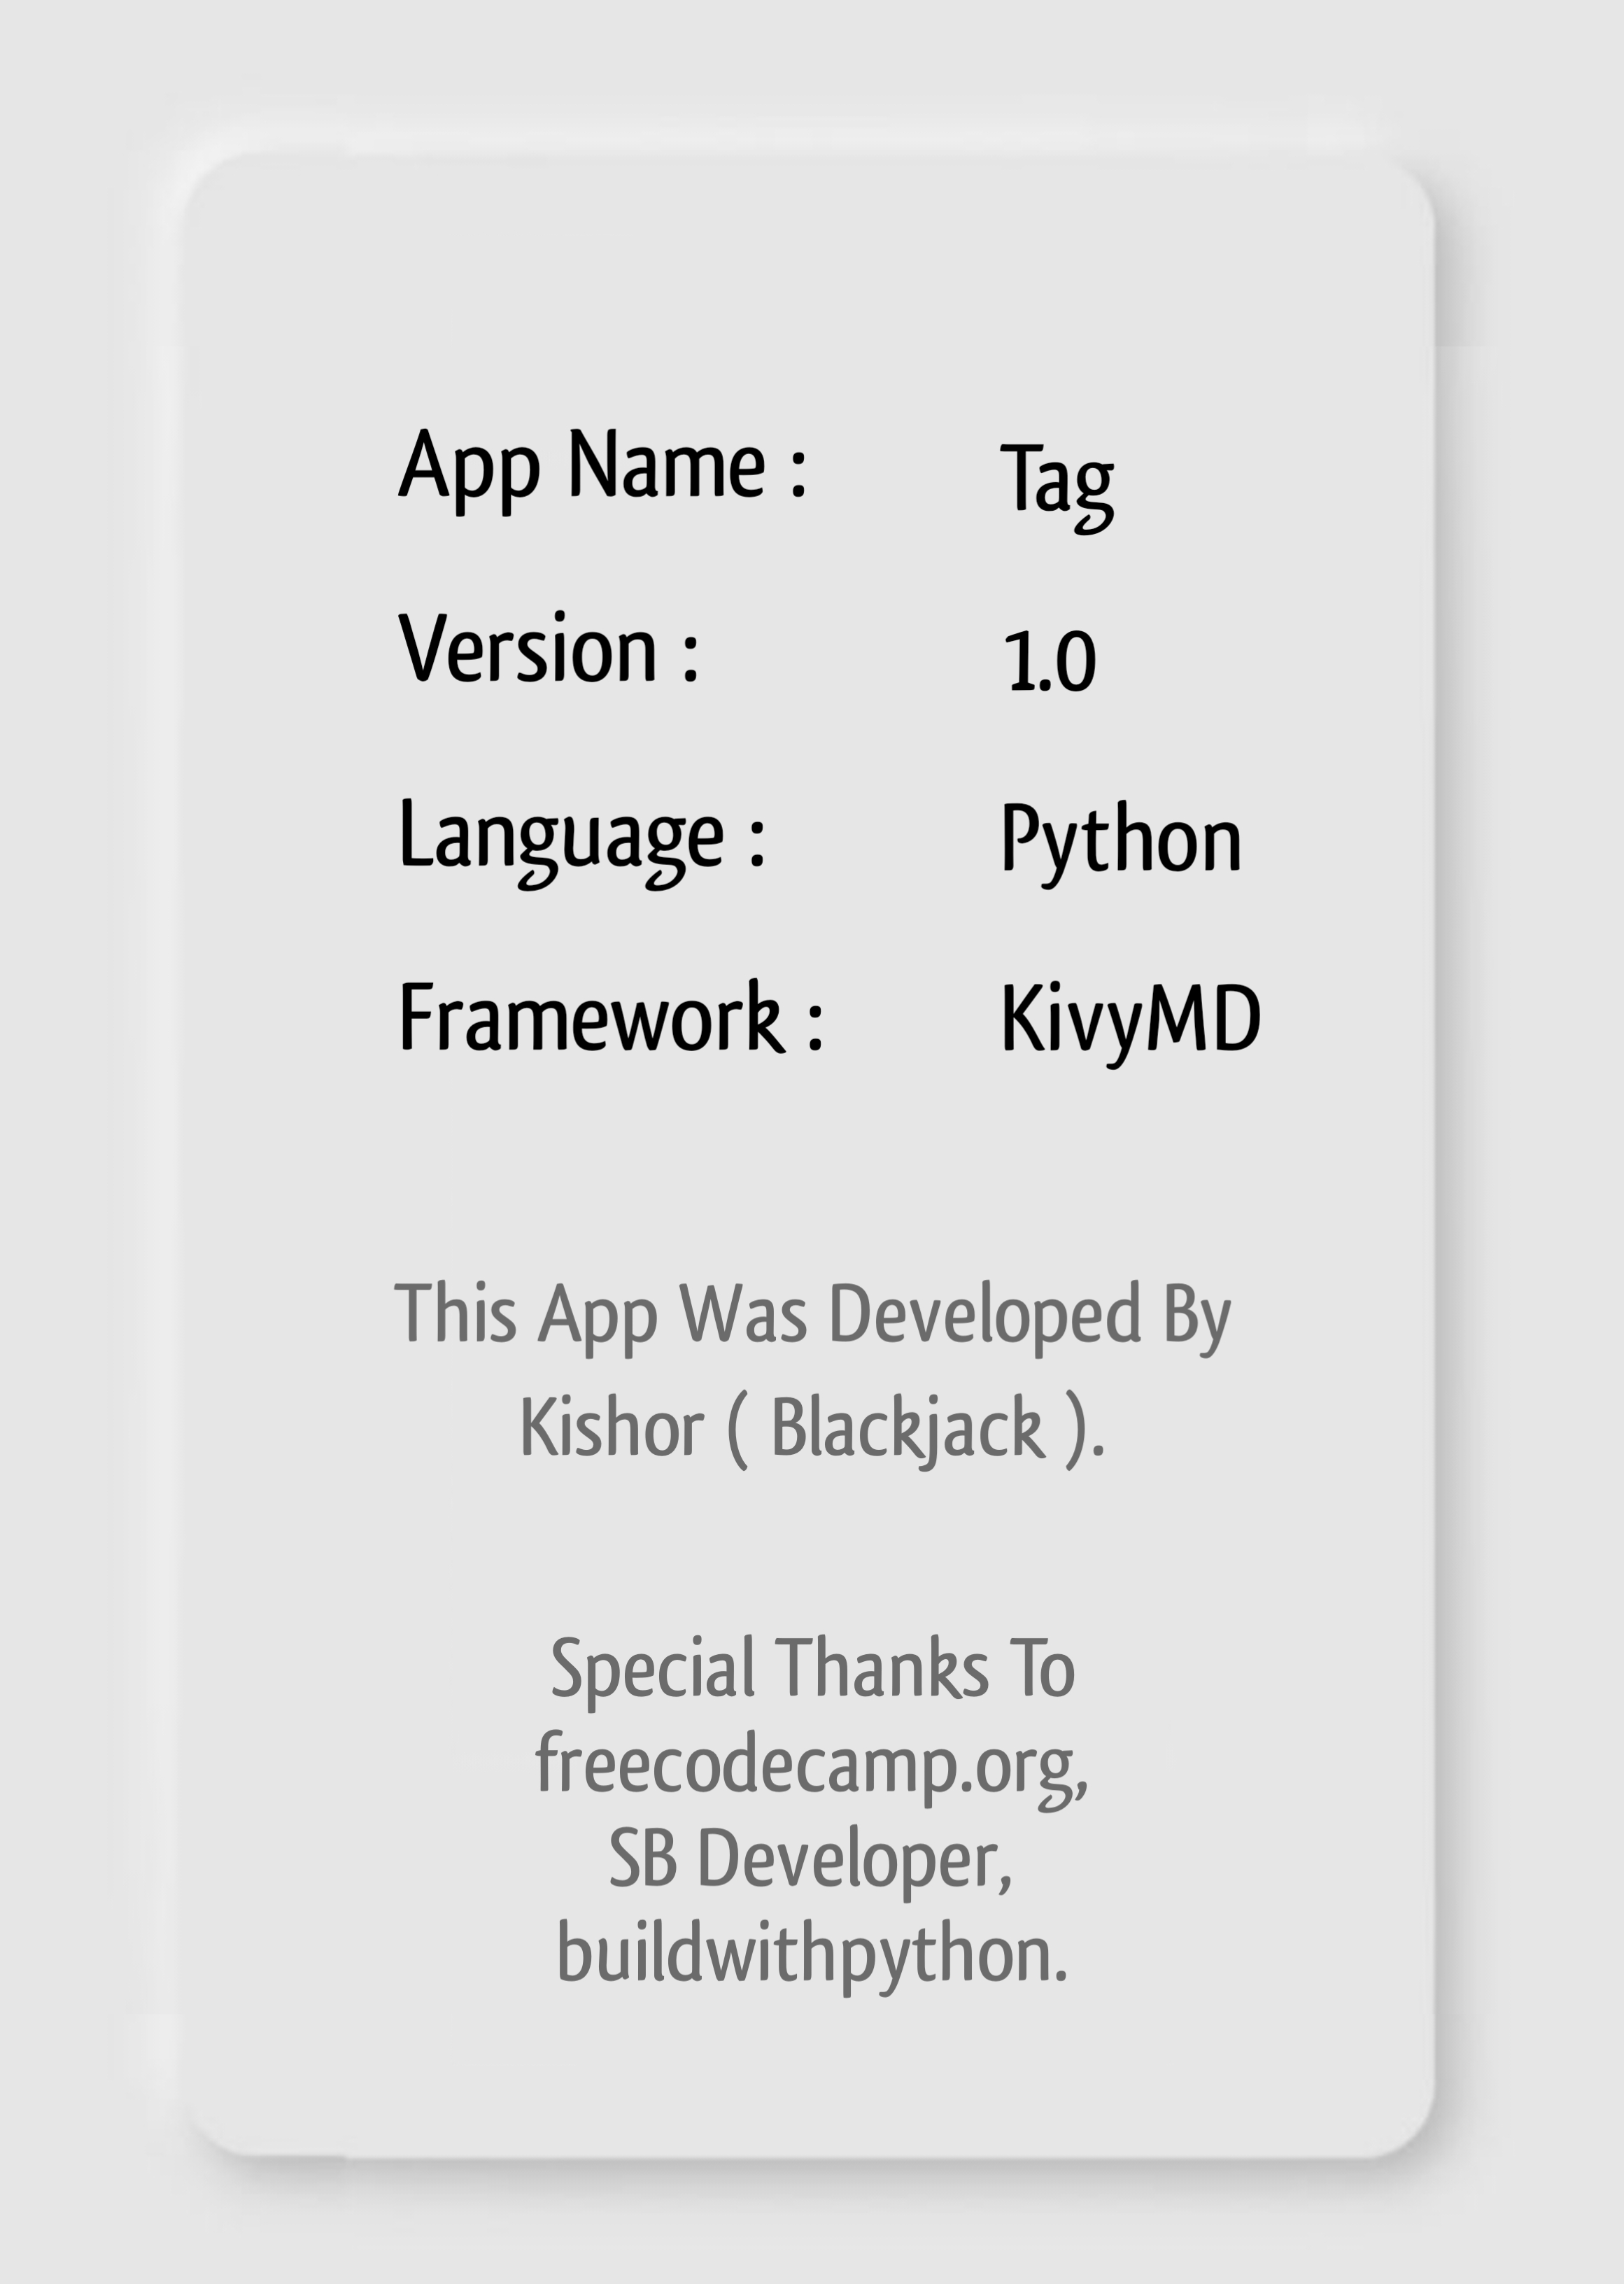 App Name : Tag
Version : 1.0
Language : Python
Framework : KivyMD
This App Was Developed By
Kishor ( Blackjack ).
Special Thanks To
freecodecamp.org,
SB Developer,
buildwithpython.